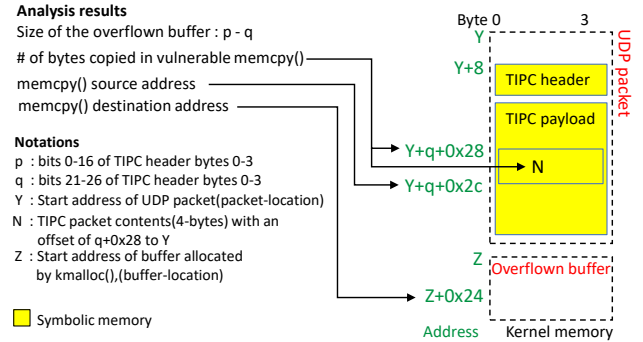 Analysis results
Size of the overflown buffer : p - q
# of bytes copied in vulnerable memcpy()
memcpy() source address
memcpy() destination address
Notations
p : bits 0-16 of TIPC header bytes 0-3
q : bits 21-26 of TIPC header bytes 0-3
Y : Start address of UDP packet(packet-location)
N : TIPC packet contents(4-bytes) with an
offset of q+0x28 to Y
Z : Start address of buffer allocated
by kmalloc(),(buffer-location)
Symbolic memory
Byte 0 3
Y
Y+8
TIPC header
TIPC payload
UDP packet
Y+q+0x28
N
Y+q+0x2c
Z
Overflown buffer
Z+0x24
Address Kernel memory